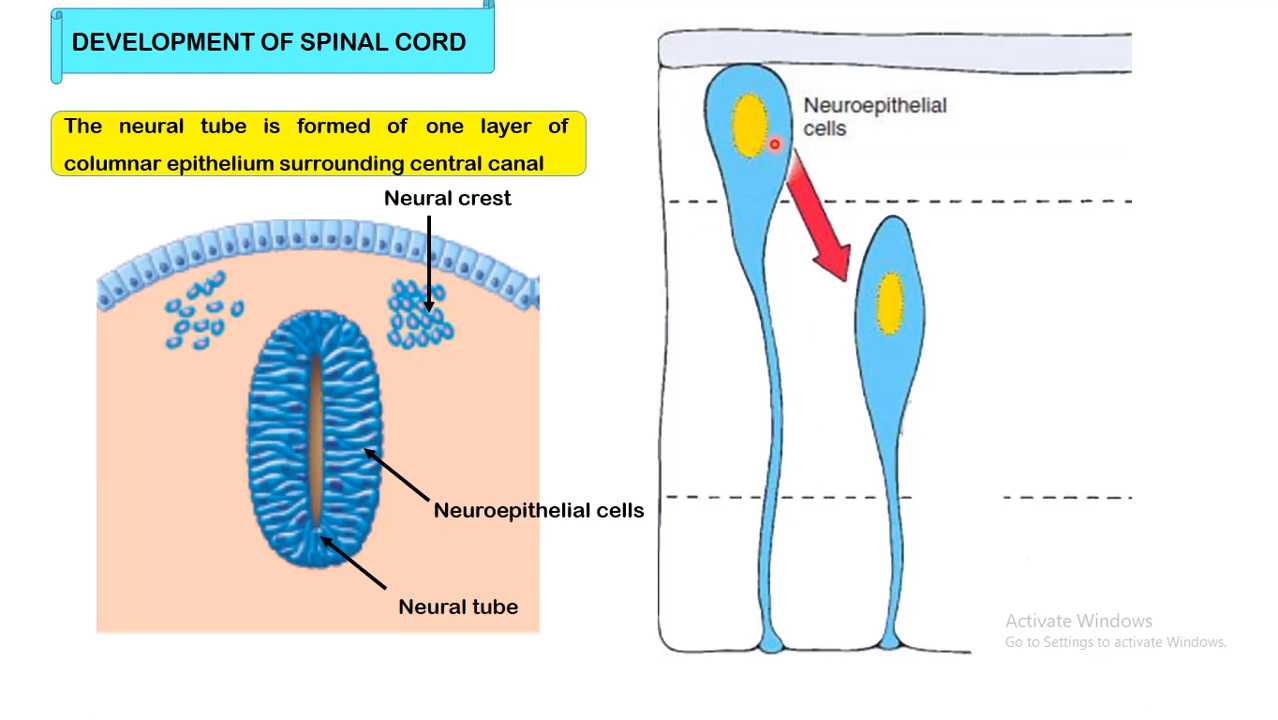 DEVELOPMENT OF SPINAL CORD
The neural tube is formed of one layer of
columnar epithelium surrounding central canal
Neural crest
Neuroepithelial cells
Neural tube
Neuroepithelial
cells
Activate Windows
Go to Settings to activate Windows.